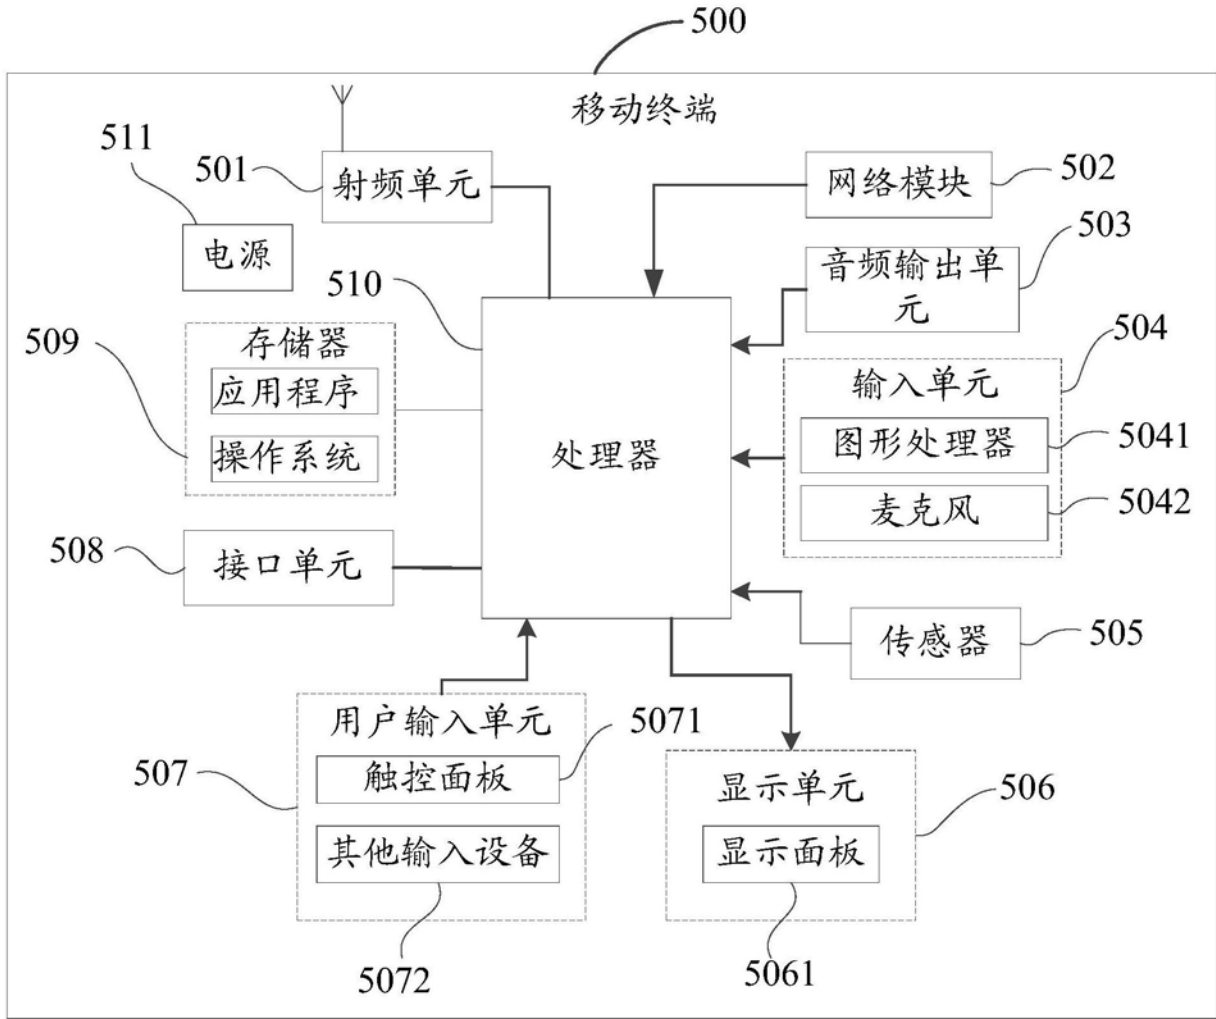 500
移动终端
511
501
射频单元
网络模块
502
电源
510
音频输出单
元
503
509
存储器
应用程序
操作系统
处理器
504
输入单元
图形处理器
5041
麦克风
5042
508
接口单元
传感器
505
用户输入单元
5071
507
触控面板
其他输入设备
5072
显示单元
506
显示面板
5061